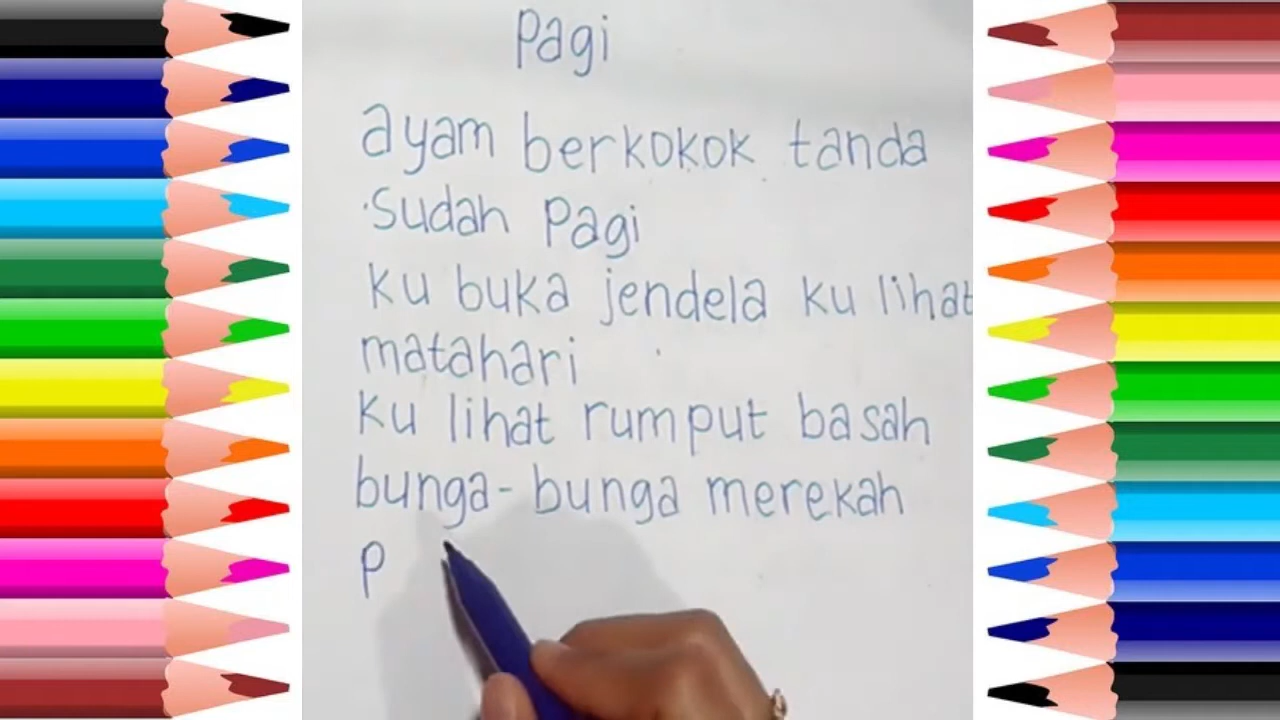 Pagi
ayam berkokok tanda
sudah Pagi
ku buka jendela ku lihat
matahari
Ku lihat rumput basah
bunga-bunga merekah
P